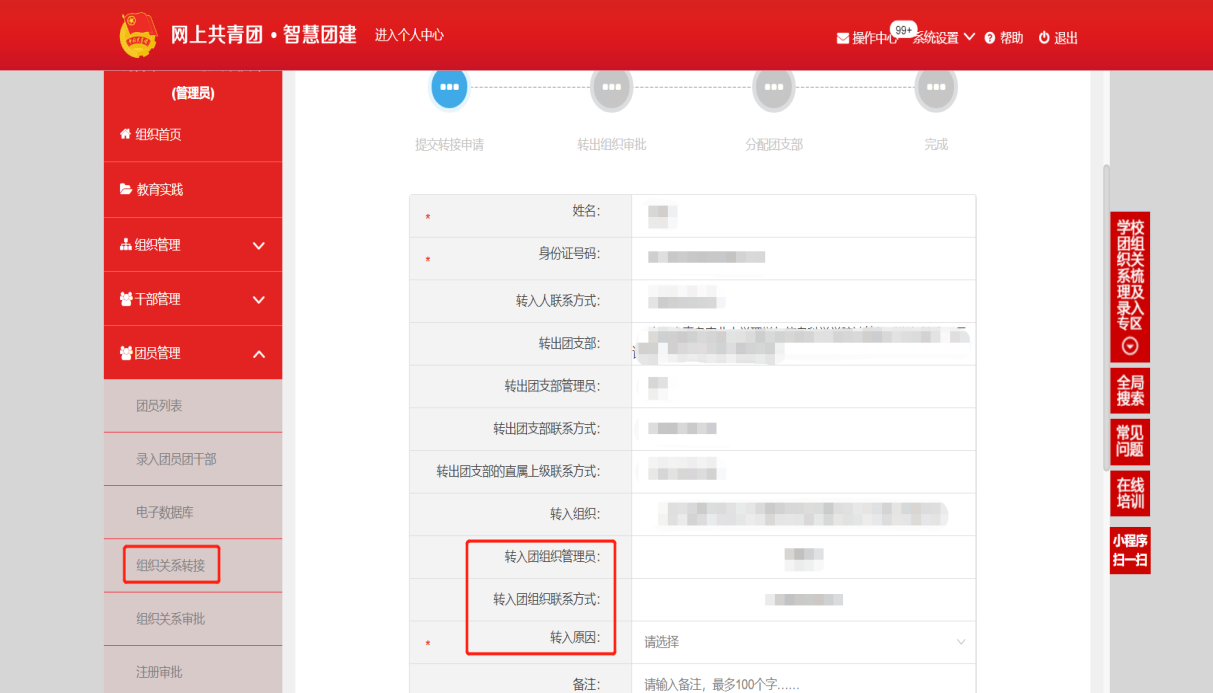 网上共青团·智慧团建
进入个人中心
操作中心
99+
系统设置
帮助
退出
(管理员)
组织首页
教育实践
组织管理
干部管理
团员管理
团员列表
录入团员团干部
电子数据库
组织关系转接
组织关系审批
注册审批
提交转接申请
转出组织审批
分配团支部
完成
* 姓名:
* 身份证号码:
转入人联系方式:
转出团支部:
转出团支部管理员:
转出团支部联系方式:
转出团支部的直属上级联系方式:
转入组织:
转入团组织管理员:
转入团组织联系方式:
* 转入原因:
请选择
备注:
请输入备注，最多100个字……
学校
团组
织关
系梳
理及
录入
专区
全局
搜索
常见
问题
在线
培训
小程序
扫一扫